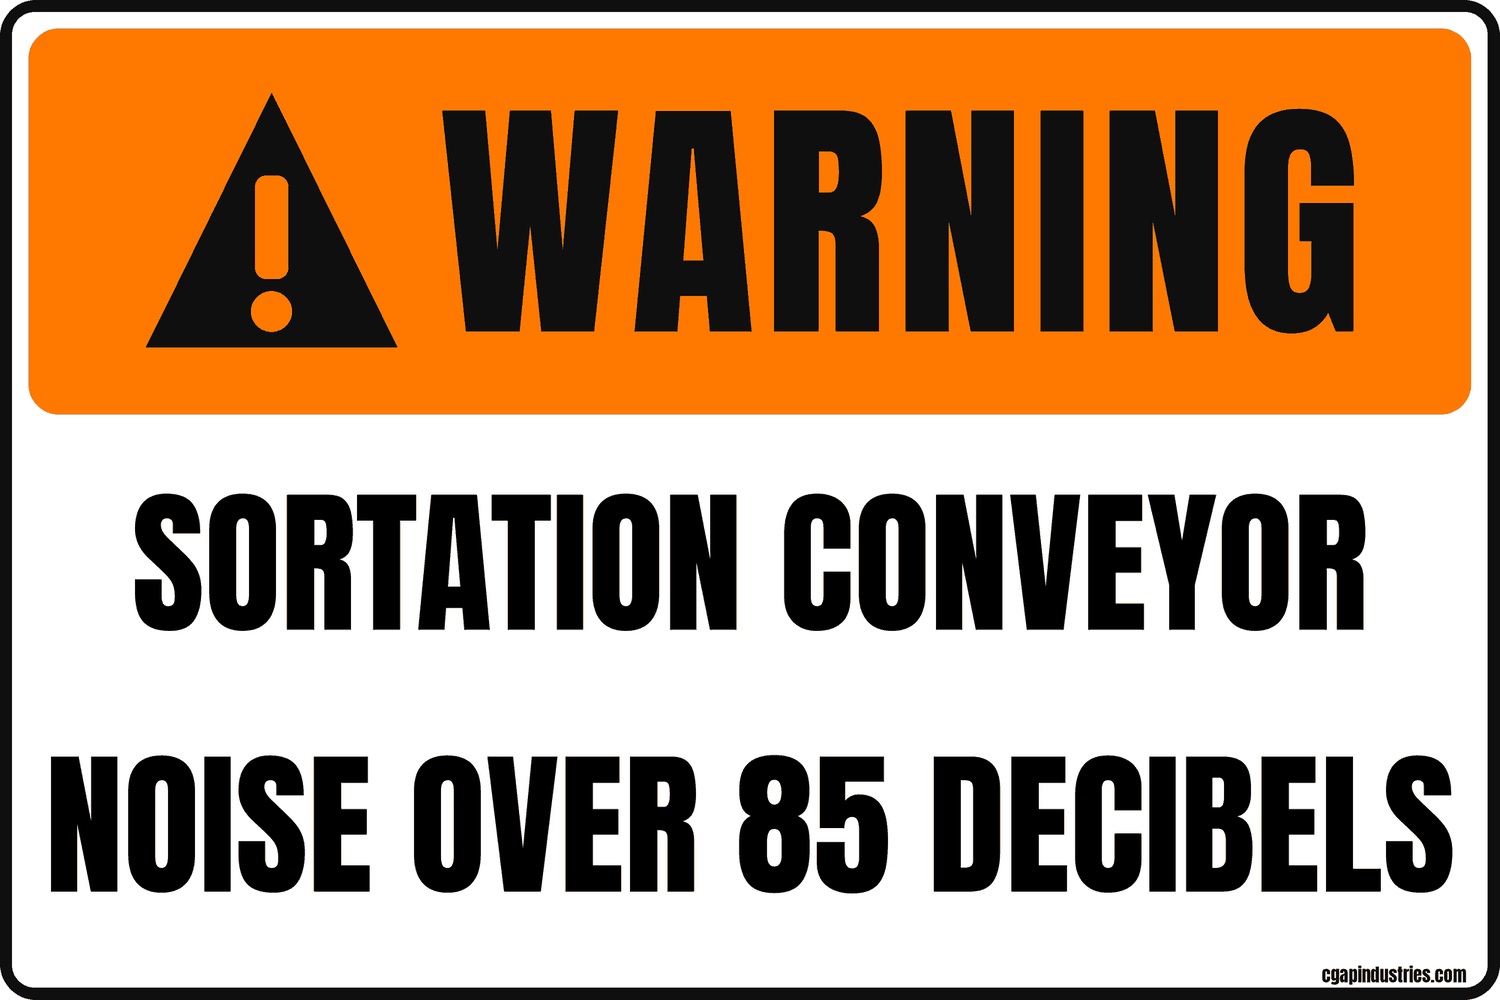 WARNING
SORTATION CONVEYOR
NOISE OVER 85 DECIBELS
cgapindustries.com